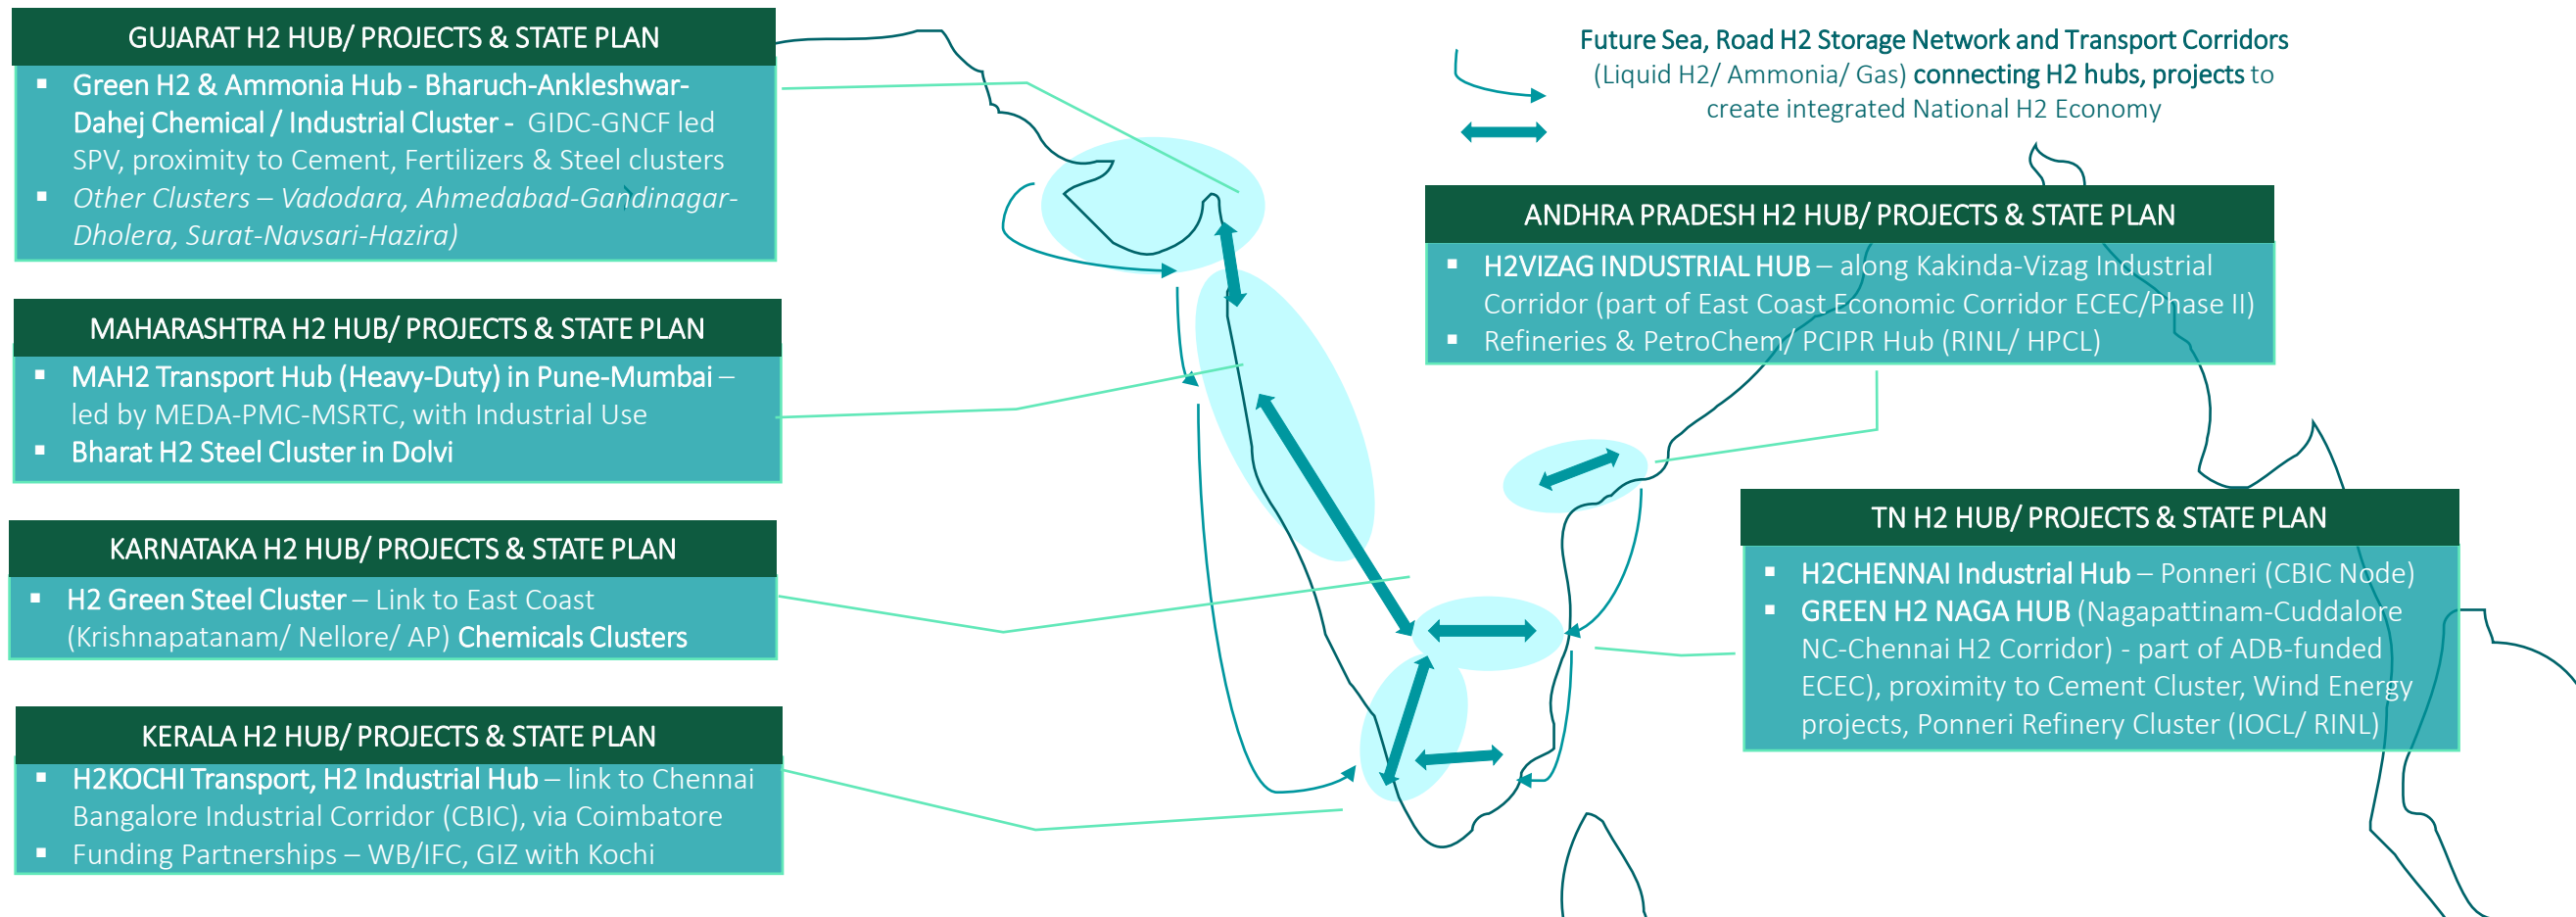 GUJARAT H2 HUB/ PROJECTS & STATE PLAN
▪ Green H2 & Ammonia Hub - Bharuch-Ankleshwar-
Dahej Chemical / Industrial Cluster - GIDC-GNCF led
SPV, proximity to Cement, Fertilizers & Steel clusters
▪ Other Clusters – Vadodara, Ahmedabad-Gandinagar-
Dholera, Surat-Navsari-Hazira)
MAHARASHTRA H2 HUB/ PROJECTS & STATE PLAN
▪ MAH2 Transport Hub (Heavy-Duty) in Pune-Mumbai –
led by MEDA-PMC-MSRTC, with Industrial Use
▪ Bharat H2 Steel Cluster in Dolvi
KARNATAKA H2 HUB/ PROJECTS & STATE PLAN
▪ H2 Green Steel Cluster – Link to East Coast
(Krishnapatanam/ Nellore/ AP) Chemicals Clusters
KERALA H2 HUB/ PROJECTS & STATE PLAN
▪ H2KOCHI Transport, H2 Industrial Hub – link to Chennai
Bangalore Industrial Corridor (CBIC), via Coimbatore
▪ Funding Partnerships – WB/IFC, GIZ with Kochi
Future Sea, Road H2 Storage Network and Transport Corridors
(Liquid H2/ Ammonia/ Gas) connecting H2 hubs, projects to
create integrated National H2 Economy
ANDHRA PRADESH H2 HUB/ PROJECTS & STATE PLAN
▪ H2VIZAG INDUSTRIAL HUB – along Kakinda-Vizag Industrial
Corridor (part of East Coast Economic Corridor ECEC/Phase II)
▪ Refineries & PetroChem/ PCIPR Hub (RINL/ HPCL)
TN H2 HUB/ PROJECTS & STATE PLAN
▪ H2CHENNAI Industrial Hub – Ponneri (CBIC Node)
▪ GREEN H2 NAGA HUB (Nagapattinam-Cuddalore
NC-Chennai H2 Corridor) - part of ADB-funded
ECEC), proximity to Cement Cluster, Wind Energy
projects, Ponneri Refinery Cluster (IOCL/ RINL)